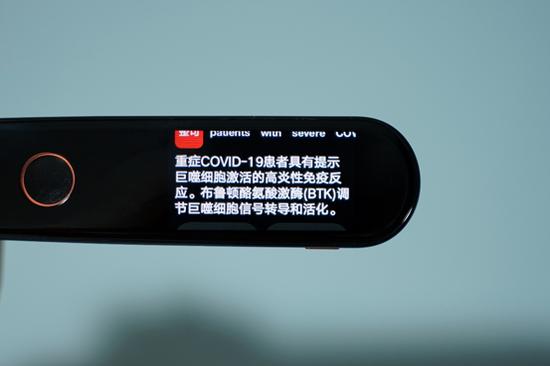 patients with severe
重症COVID-19患者具有提示
巨噬细胞激活的高炎性免疫反
应。布鲁顿酪氨酸激酶(BTK)调
节巨噬细胞信号转导和活化。